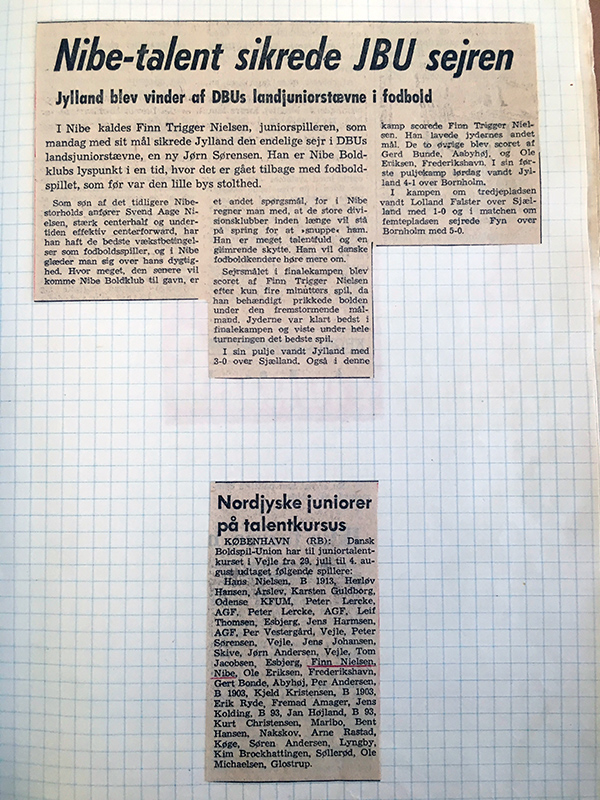 Nibe-talent sikrede JBU sejren
Jylland blev vinder af DBUs landjuniorstævne i fodbold
I Nibe kaldes Finn Trigger Nielsen, juniorspilleren, som
mandag med sit mål sikrede Jylland den endelige sejr i DBUs
landsjuniorstævne, en ny Jørn Sørensen. Han er Nibe Bold-
klubs lyspunkt i en tid, hvor det er gået tilbage med fodbold-
spillet, som før var den lille bys stolthed.
Som søn af det tidligere Nibe-
storholds anfører Svend Aage Ni-
elsen, stærk centerhalf og under-
tiden effektiv centerforward, har
han haft de bedste vækstbetingel-
ser som fodboldsspiller, og i Nibe
glæder man sig over hans dygtig-
hed. Hvor meget, den senere vil
komme Nibe Boldklub til gavn, er
et andet spørgsmål, for i Nibe
regner man med, at de store divi-
sionsklubber inden længe vil stå
på spring for at »snuppe« ham.
Han er meget talentfuld og en
glimrende skytte. Ham vil danske
fodboldkendere høre mere om.
Sejrsmålet i finalekampen blev
scoret af Finn Trigger Nielsen
efter kun fire minutters spil, da
han behændigt prikkede bolden
under den fremstormende mål-
mand. Jyderne var klart bedst i
finalekampen og viste under hele
turneringen det bedste spil.
I sin pulje vandt Jylland med
3-0 over Sjælland. Også i denne
kamp scorede Finn Trigger Niel-
sen. Han lavede jydernes andet
mål. De to øvrige blev scoret af
Gerd Bunde, Aabyhøj, og Ole
Eriksen, Frederikshavn. I sin før-
ste puljekamp lørdag vandt Jyl-
land 4-1 over Bornholm.
I kampen om tredjepladsen
vandt Lolland Falster over Sjæl-
land med 1-0 og i matchen om
femtepladsen sejrede Fyn over
Bornholm med 5-0.
Nordjyske juniorer
på talentkursus
KØBENHAVN (RB): Dansk
Boldspil-Union har til juniortalent-
kurset i Vejle fra 29. juli til 4. au-
gust udtaget følgende spillere:
Hans Nielsen, B 1913, Herløv
Hansen, Årslev, Karsten Guldborg,
Odense KFUM, Peter Lercke,
AGF, Peter Lercke, AGF, Leif
Thomsen, Esbjerg, Jens Harmsen,
AGF, Per Vestergård, Vejle, Peter
Sørensen, Vejle, Jens Johansen,
Skive, Jørn Andersen, Vejle, Tom
Jacobsen, Esbjerg, Finn Nielsen,
Nibe, Ole Eriksen, Frederikshavn,
Gert Bonde, Abyhøj, Per Andersen,
B 1903, Kjeld Kristensen, B 1903,
Erik Ryde, Fremad Amager, Jens
Kolding, B 93, Jan Højland, B 93,
Kurt Christensen, Maribo, Bent
Hansen, Nakskov, Arne Rastad,
Køge, Søren Andersen, Lyngby,
Kim Brockhattingen, Søllerød, Ole
Michaelsen, Glostrup.